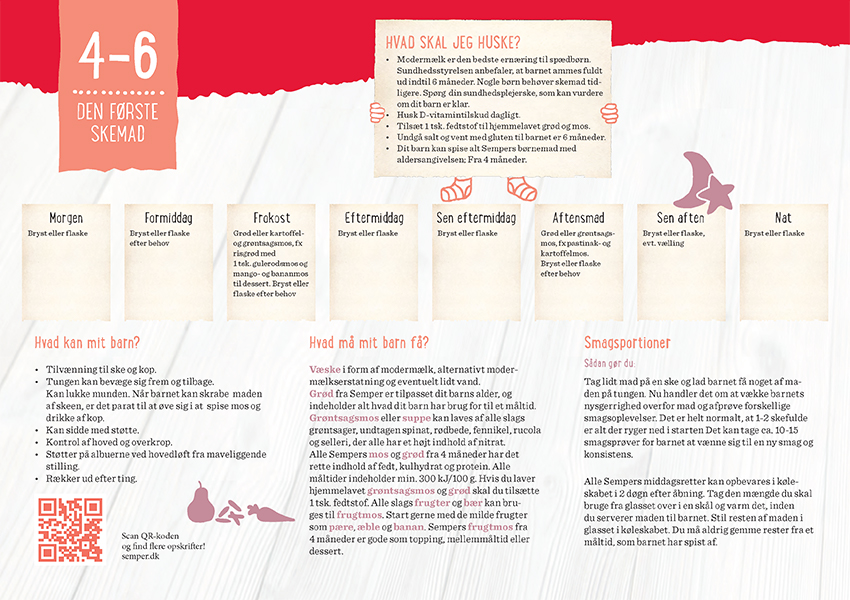 4–6
DEN FØRSTE
SKEMAD
HVAD SKAL JEG HUSKE?
• Modermælk er den bedste ernæring til spædbørn.
Sundhedsstyrelsen anbefaler, at barnet ammes fuldt
ud indtil 6 måneder. Nogle børn behøver skemad tid-
ligere. Spørg din sundhedsplejerske, som kan vurdere
om dit barn er klar.
• Husk D-vitamintilskud dagligt.
• Tilsæt 1 tsk. fedtstof til hjemmelavet grød og mos.
• Undgå salt og vent med gluten til barnet er 6 måneder.
• Dit barn kan spise alt Sempers børnemad med
aldersangivelsen; Fra 4 måneder.
Morgen
Bryst eller flaske
Formiddag
Bryst eller flaske
efter behov
Frokost
Grød eller kartoffel-
og grøntsagsmos, fx
risgrød med
1 tsk. gulerodsmos og
mango- og bananmos
til dessert. Bryst eller
flaske efter behov
Eftermiddag
Bryst eller flaske
Sen eftermiddag
Bryst eller flaske
Aftensmad
Grød eller grøntsags-
mos, fx pastinak- og
kartoffelmos.
Bryst eller flaske
efter behov
Sen aften
Bryst eller flaske,
evt. vælling
Nat
Bryst eller flaske
Hvad kan mit barn?
• Tilvænning til ske og kop.
• Tungen kan bevæge sig frem og tilbage.
Kan lukke munden. Når barnet kan skrabe maden
af skeen, er det parat til at øve sig i at spise mos og
drikke af kop.
• Kan sidde med støtte.
• Kontrol af hoved og overkrop.
• Støtter på albuerne ved hovedløft fra maveliggende
stilling.
• Rækker ud efter ting.
Scan QR-koden
og find flere opskrifter!
semper.dk
Hvad må mit barn få?
Væske i form af modermælk, alternativt moder-
mælkserstatning og eventuelt lidt vand.
Grød fra Semper er tilpasset dit barns alder, og
indeholder alt hvad dit barn har brug for til et måltid.
Grøntsagsmos eller suppe kan laves af alle slags
grøntsager, undtagen spinat, rødbede, fennikel, rucola
og selleri, der alle har et højt indhold af nitrat.
Alle Sempers mos og grød fra 4 måneder har det
rette indhold af fedt, kulhydrat og protein. Alle
måltider indeholder min. 300 kJ/100 g. Hvis du laver
hjemmelavet grøntsagsmos og grød skal du tilsætte
1 tsk. fedtstof. Alle slags frugter og bær kan bru-
ges til frugtmos. Start gerne med de milde frugter
som pære, æble og banan. Sempers frugtmos fra
4 måneder er gode som topping, mellemmåltid eller
dessert.
Smagsportioner
Sådan gør du:
Tag lidt mad på en ske og lad barnet få noget af ma-
den på tungen. Nu handler det om at vække barnets
nysgerrighed overfor mad og afprøve forskellige
smagsoplevelser. Det er helt normalt, at 1-2 skefulde
er alt der ryger ned i starten Det kan tage ca. 10-15
smagsprøver for barnet at vænne sig til en ny smag og
konsistens.
Alle Sempers middagsretter kan opbevares i køle-
skabet i 2 døgn efter åbning. Tag den mængde du skal
bruge fra glasset over i en skål og varm det, inden
du serverer maden til barnet. Stil resten af maden i
glasset i køleskabet. Du må aldrig gemme rester fra et
måltid, som barnet har spist af.